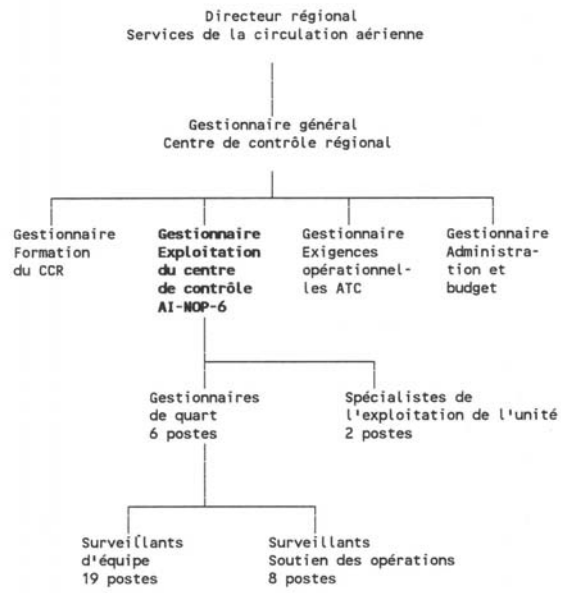 Directeur régional
Services de la circulation aérienne
Gestionnaire général
Centre de contrôle régional
Gestionnaire
Formation
du CCR
Gestionnaire
Exploitation
du centre
de contrôle
AI-NOP-6
Gestionnaire
Exigences
opérationnel-
les ATC
Gestionnaire
Administra-
tion et
budget
Gestionnaires
de quart
6 postes
Spécialistes de
l'exploitation de l'unité
2 postes
Surveillants
d'équipe
19 postes
Surveillants
Soutien des opérations
8 postes